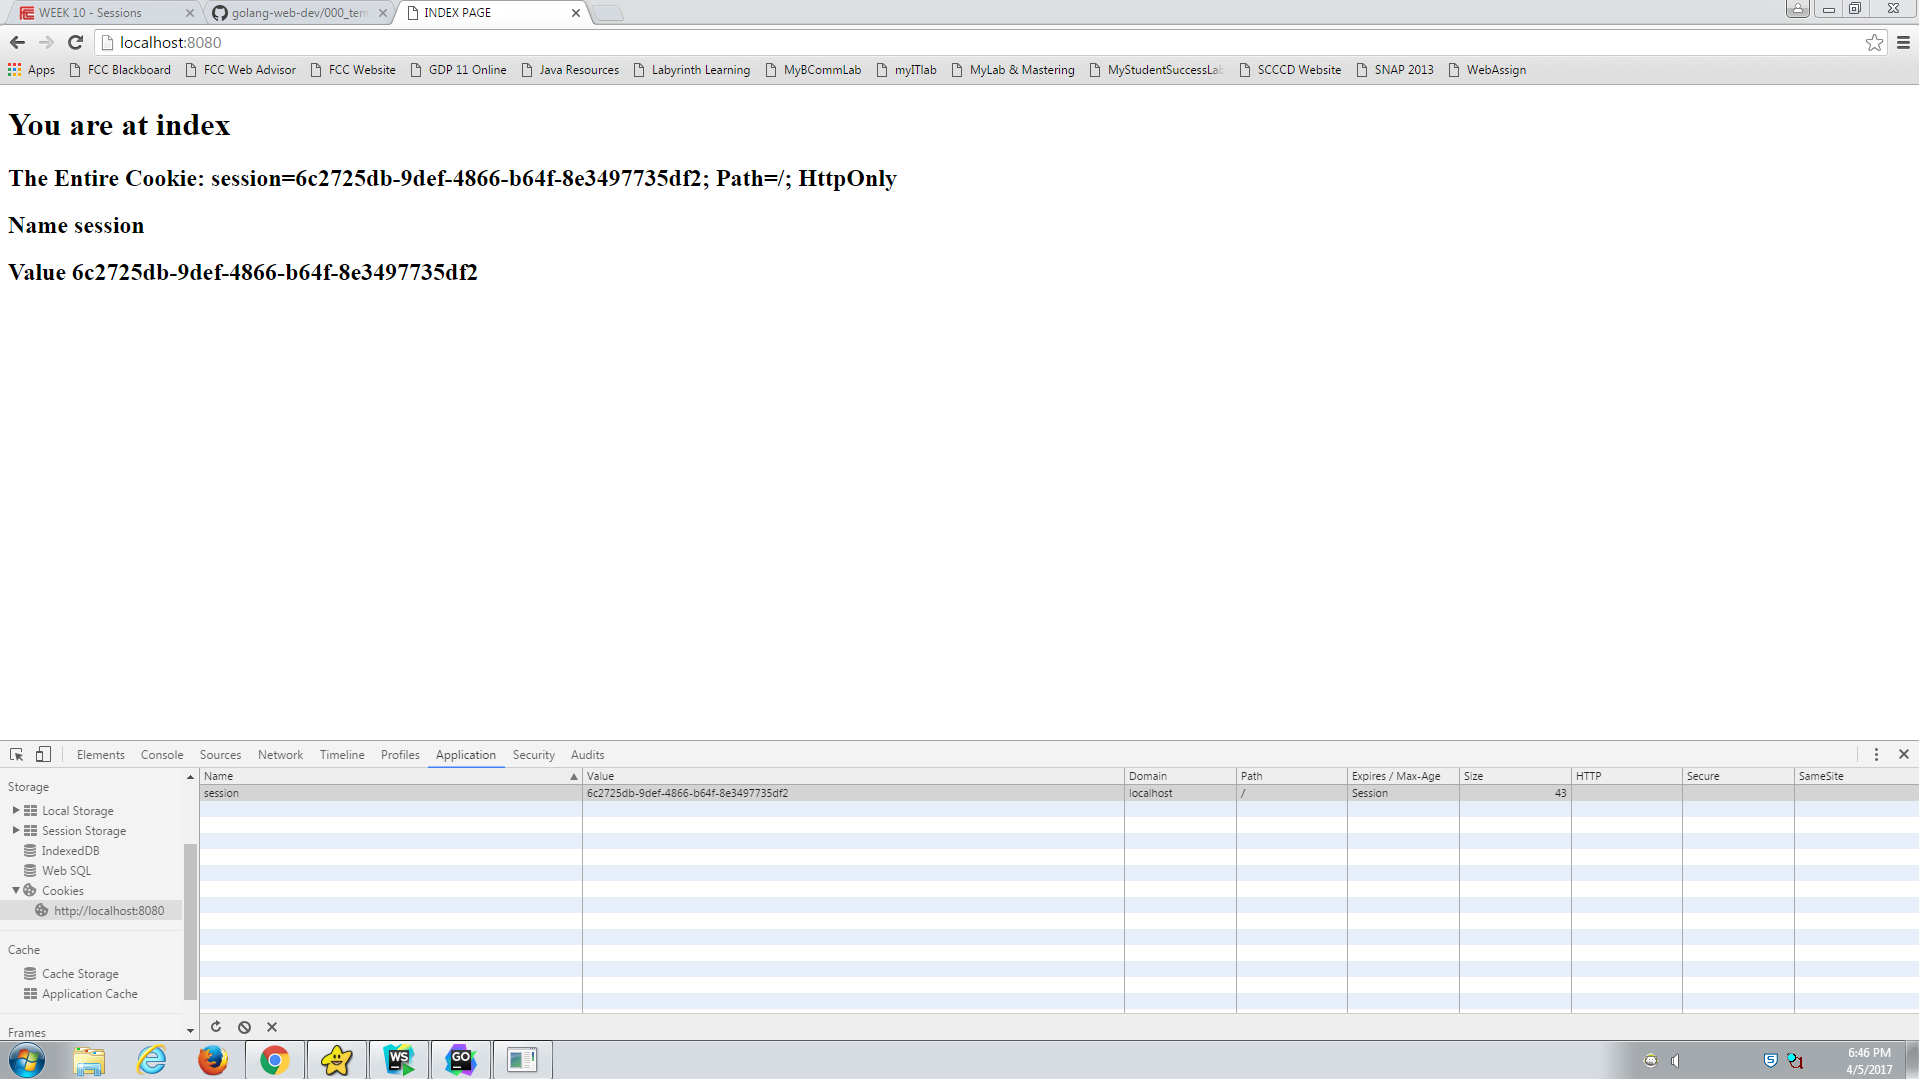 WEEK 10 - Sessions
golang-web-dev/000_tem
INDEX PAGE
localhost:8080
Apps FCC Blackboard FCC Web Advisor FCC Website GDP 11 Online Java Resources Labyrinth Learning MyBCommLab myITlab MyLab & Mastering MyStudentSuccessLab SCCCD Website SNAP 2013 WebAssign
You are at index
The Entire Cookie: session=6c2725db-9def-4866-b64f-8e3497735df2; Path=/; HttpOnly
Name session
Value 6c2725db-9def-4866-b64f-8e3497735df2
Elements Console Sources Network Timeline Profiles Application Security Audits
Storage
Local Storage
Session Storage
IndexedDB
Web SQL
Cookies
http://localhost:8080
Cache
Cache Storage
Application Cache
Frames
Name Value Domain Path Expires / Max-Age Size HTTP Secure SameSite
session 6c2725db-9def-4866-b64f-8e3497735df2 localhost / Session 43
WS
GO
6:46 PM
4/5/2017